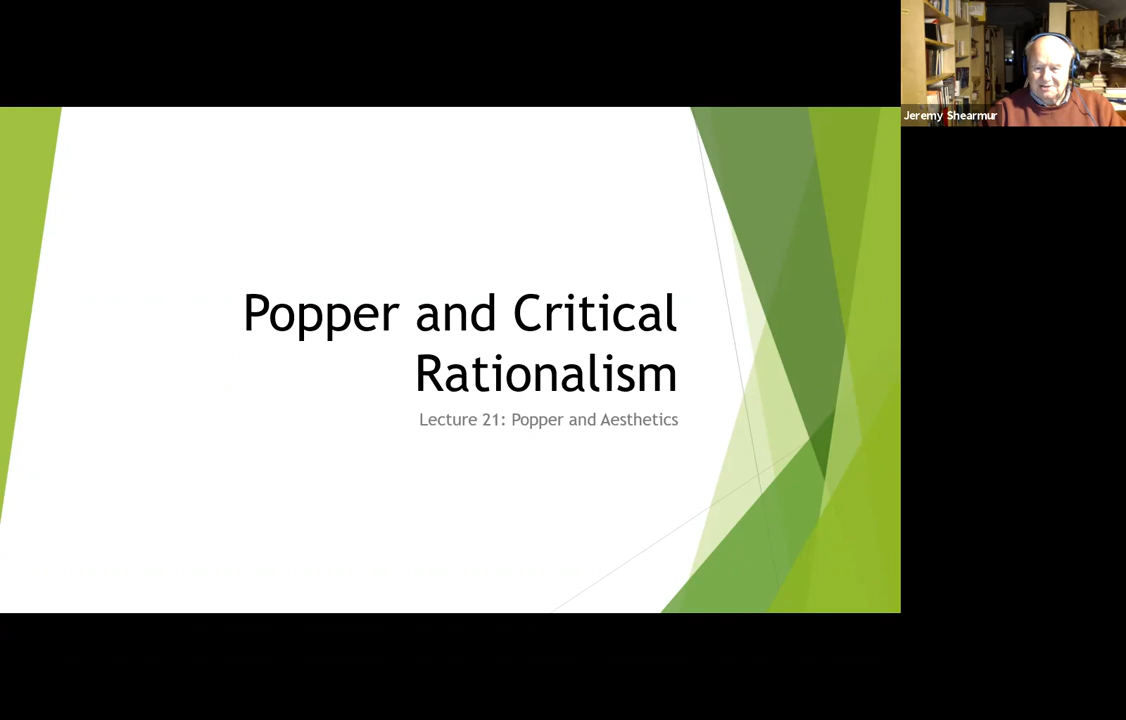 Jeremy Shearmur
Popper and Critical
Rationalism
Lecture 21: Popper and Aesthetics